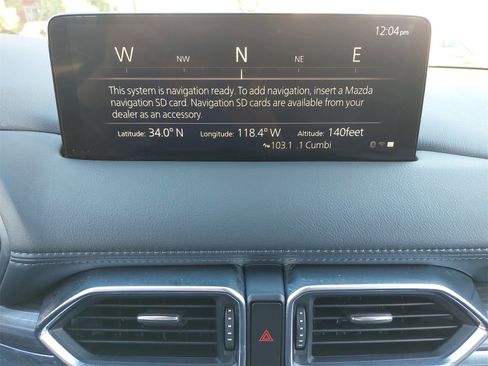 12:04pm
W NW N NE E
This system is navigation ready. To add navigation, insert a Mazda
navigation SD card. Navigation SD cards are available from your
dealer as an accessory.
Latitude: 34.0° N Longitude: 118.4° W Altitude: 140feet
103.1 .1 Cumbi